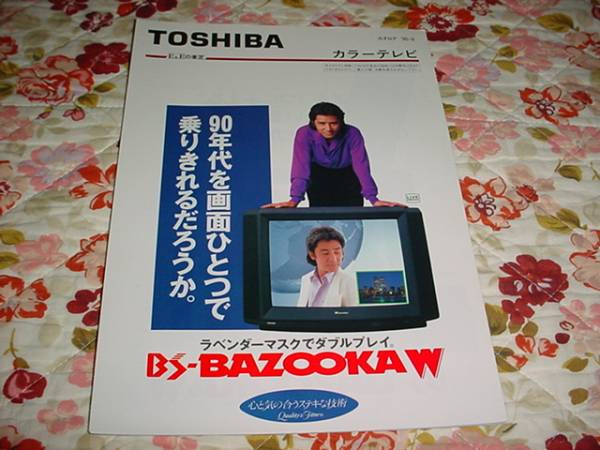 TOSHIBA
E&Eの東芝
カタログ '90-6
カラーテレビ
90年代を画面ひとつで
乗りきれるだろうか。
ラベンダーマスクでダブルプレイ。
BS-BAZOOKA W
心と気の合うステキな技術
Quality & Future